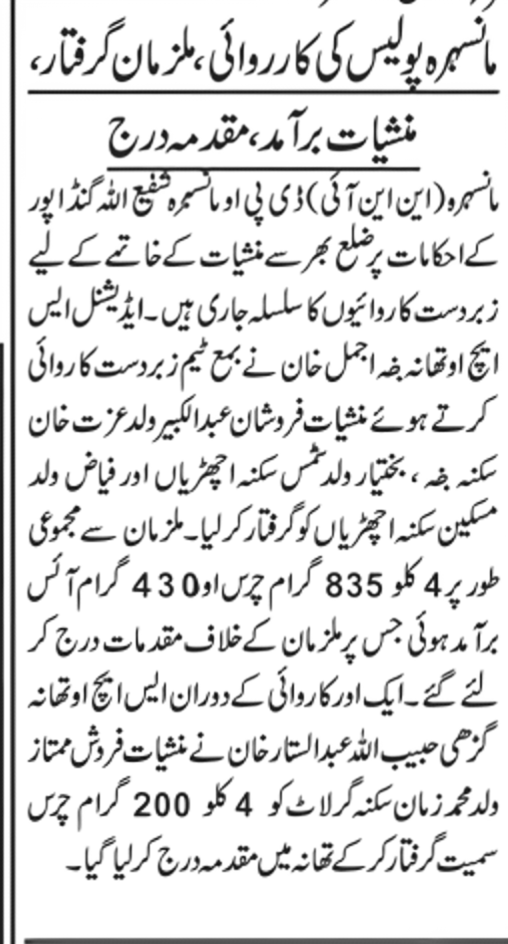 مانسہرہ پولیس کی کارروائی، ملزمان گرفتار،
منشیات برآمد، مقدمہ درج
مانسہرہ (این این آئی) ڈی پی او مانسہرہ شفیع اللہ گنڈاپور
کے احکامات پر ضلع بھر سے منشیات کے خاتمے کے لیے
زبردست کاروائیوں کا سلسلہ جاری ہیں۔ ایڈیشنل ایس
ایچ او تھانہ بفہ اجمل خان نے بمع ٹیم زبردست کاروائی
کرتے ہوئے منشیات فروشان عبدالکبیر ولد عزت خان
سکنہ بفہ، بختیار ولد شمس سکنہ اچھڑیاں اور فیاض ولد
مسکین سکنہ اچھڑیاں کو گرفتار کر لیا۔ ملزمان سے مجموعی
طور پر 4 کلو 835 گرام چرس او 430 گرام آئس
برآمد ہوئی جس پر ملزمان کے خلاف مقدمات درج کر
لئے گئے۔ ایک اور کاروائی کے دوران ایس ایچ او تھانہ
گڑھی حبیب اللہ عبدالستار خان نے منشیات فروش ممتاز
ولد محمد زمان سکنہ گرلاٹ کو 4 کلو 200 گرام چرس
سمیت گرفتار کر کے تھانہ میں مقدمہ درج کر لیا گیا۔